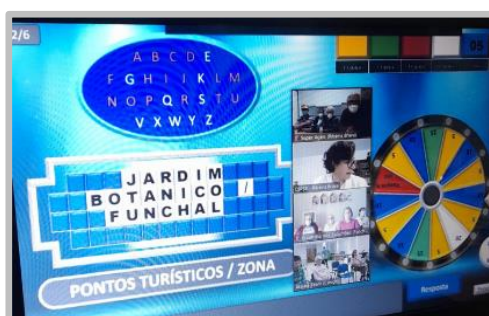 2/6
A B C D E
F G H I J K L M
N O P Q R S T U
V X W Y Z
05
JARDIM
BOTANICO /
FUNCHAL
PONTOS TURÍSTICOS / ZONA
Resposta